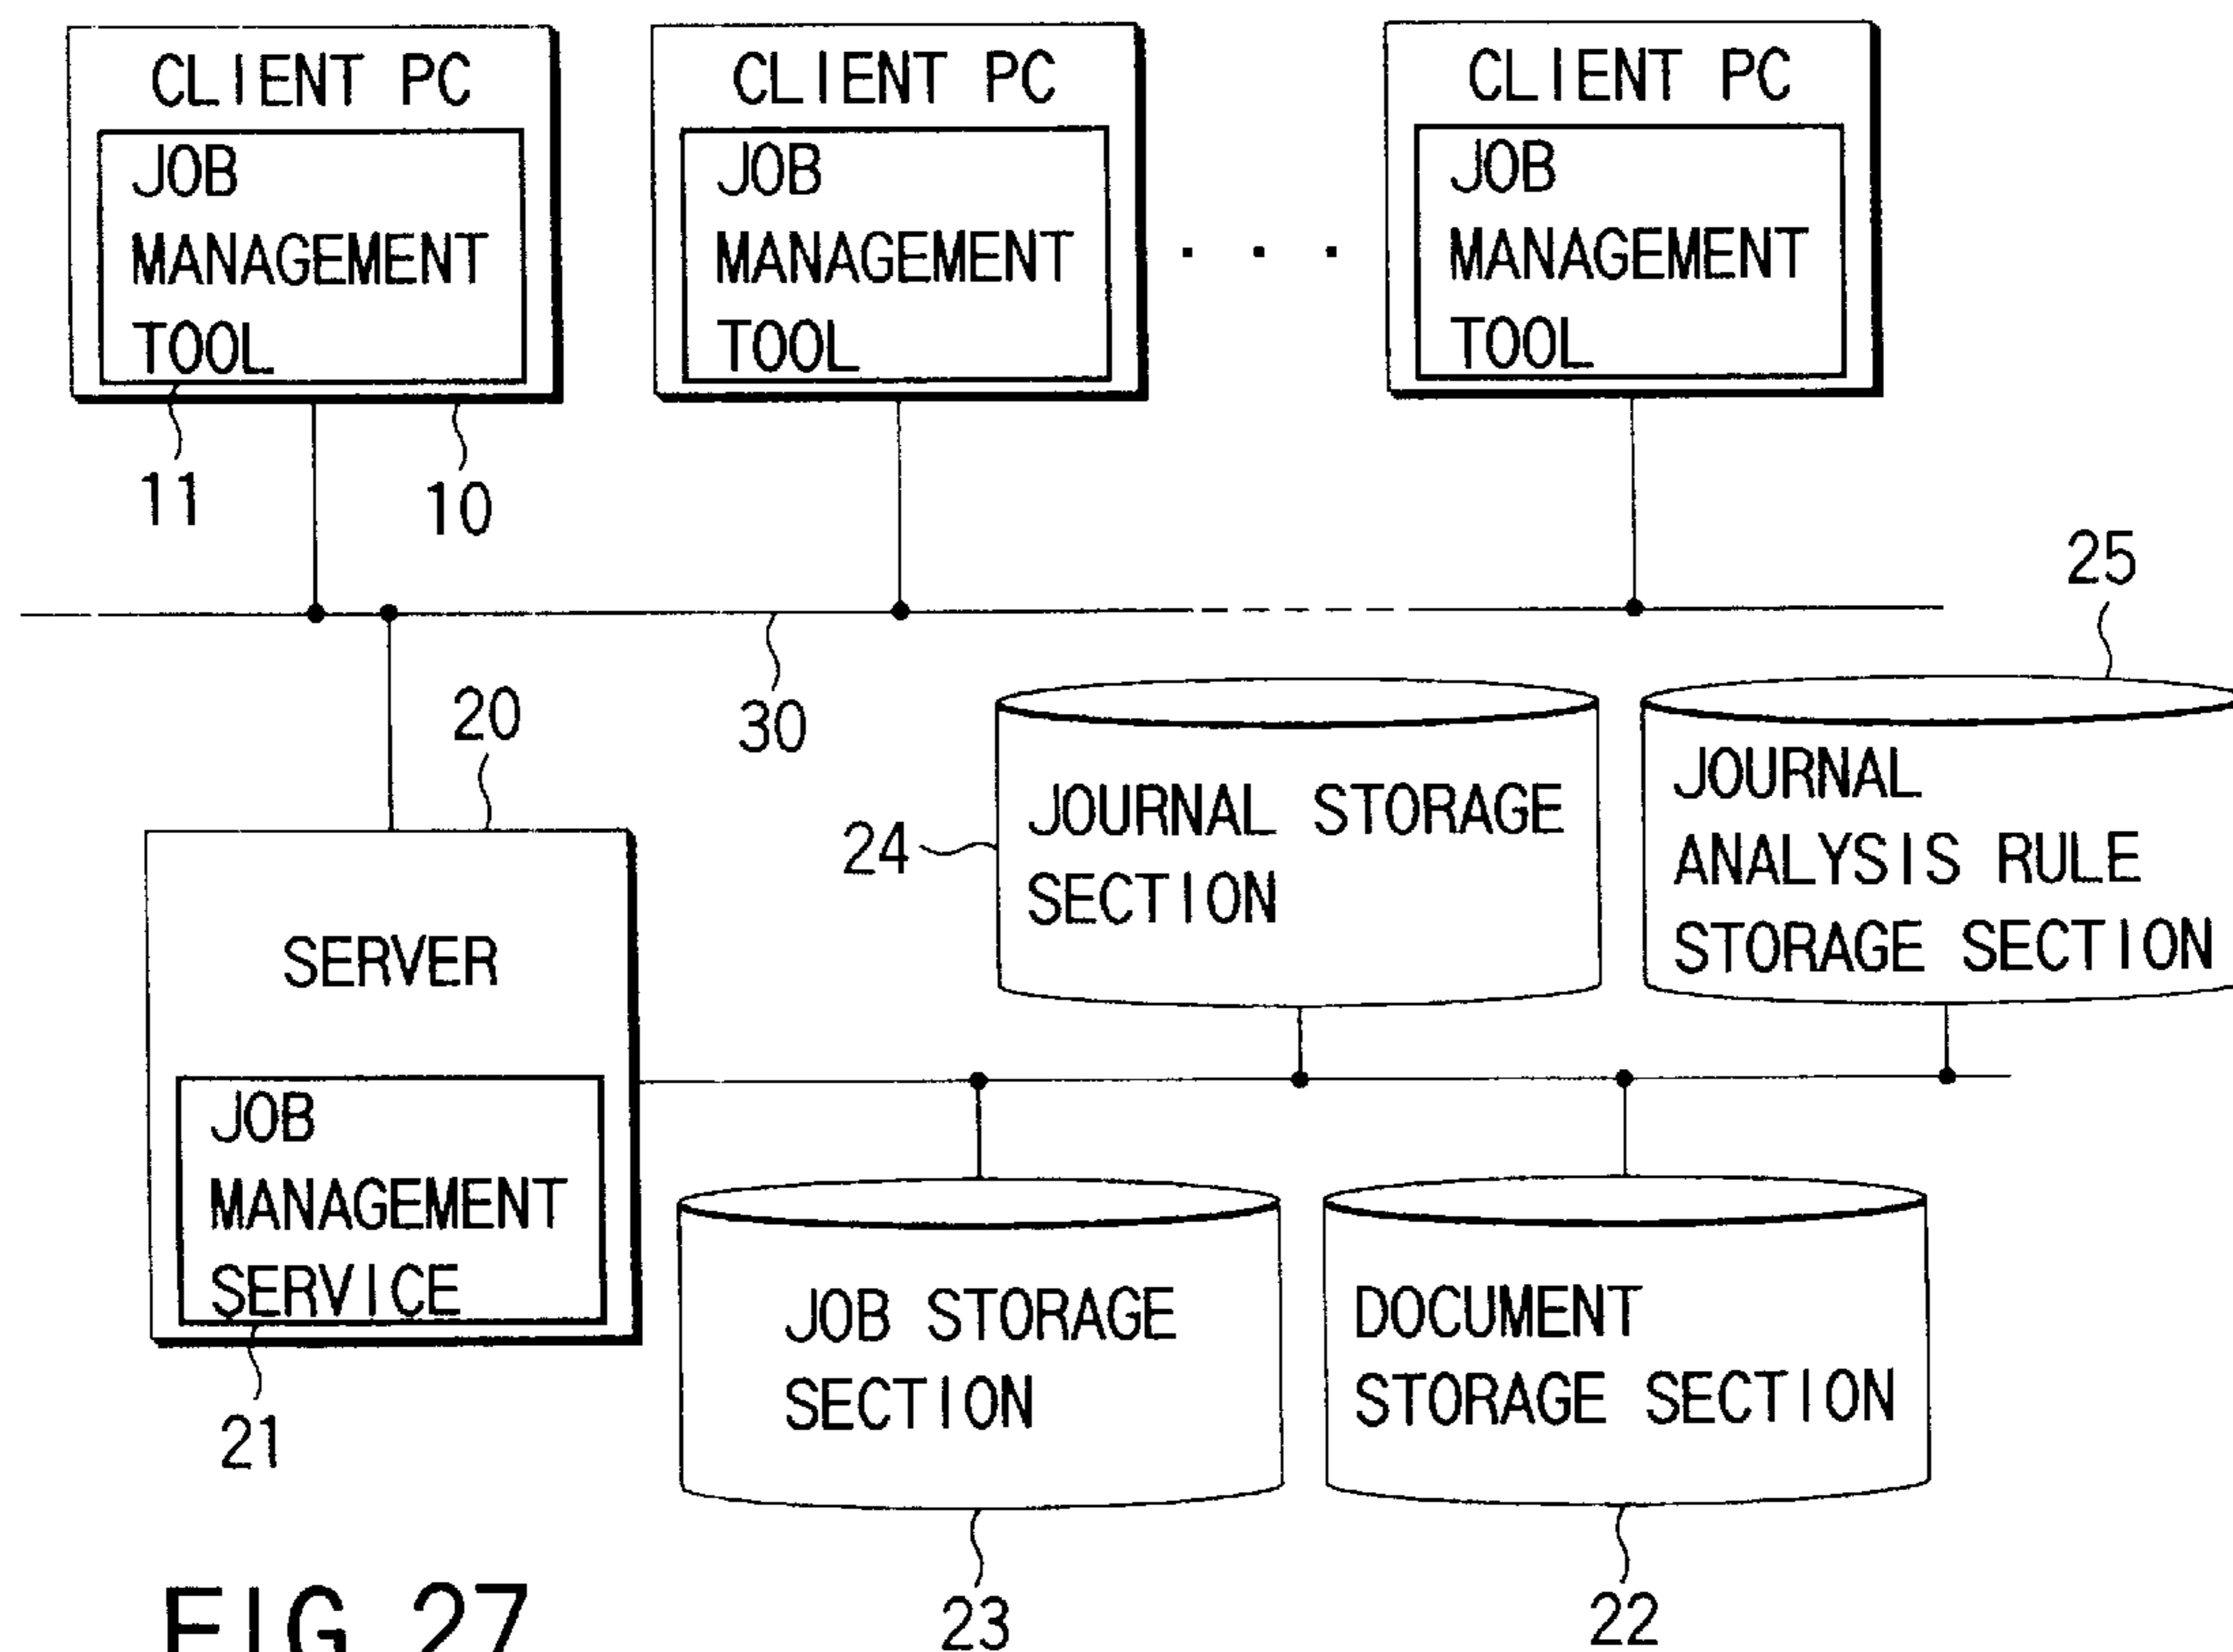 CLIENT PC
JOB
MANAGEMENT
TOOL
11
10
CLIENT PC
JOB
MANAGEMENT
TOOL
. . .
CLIENT PC
JOB
MANAGEMENT
TOOL
30
20
SERVER
JOB
MANAGEMENT
SERVICE
21
24
JOURNAL STORAGE
SECTION
25
JOURNAL
ANALYSIS RULE
STORAGE SECTION
JOB STORAGE
SECTION
23
DOCUMENT
STORAGE SECTION
22
FIG. 27